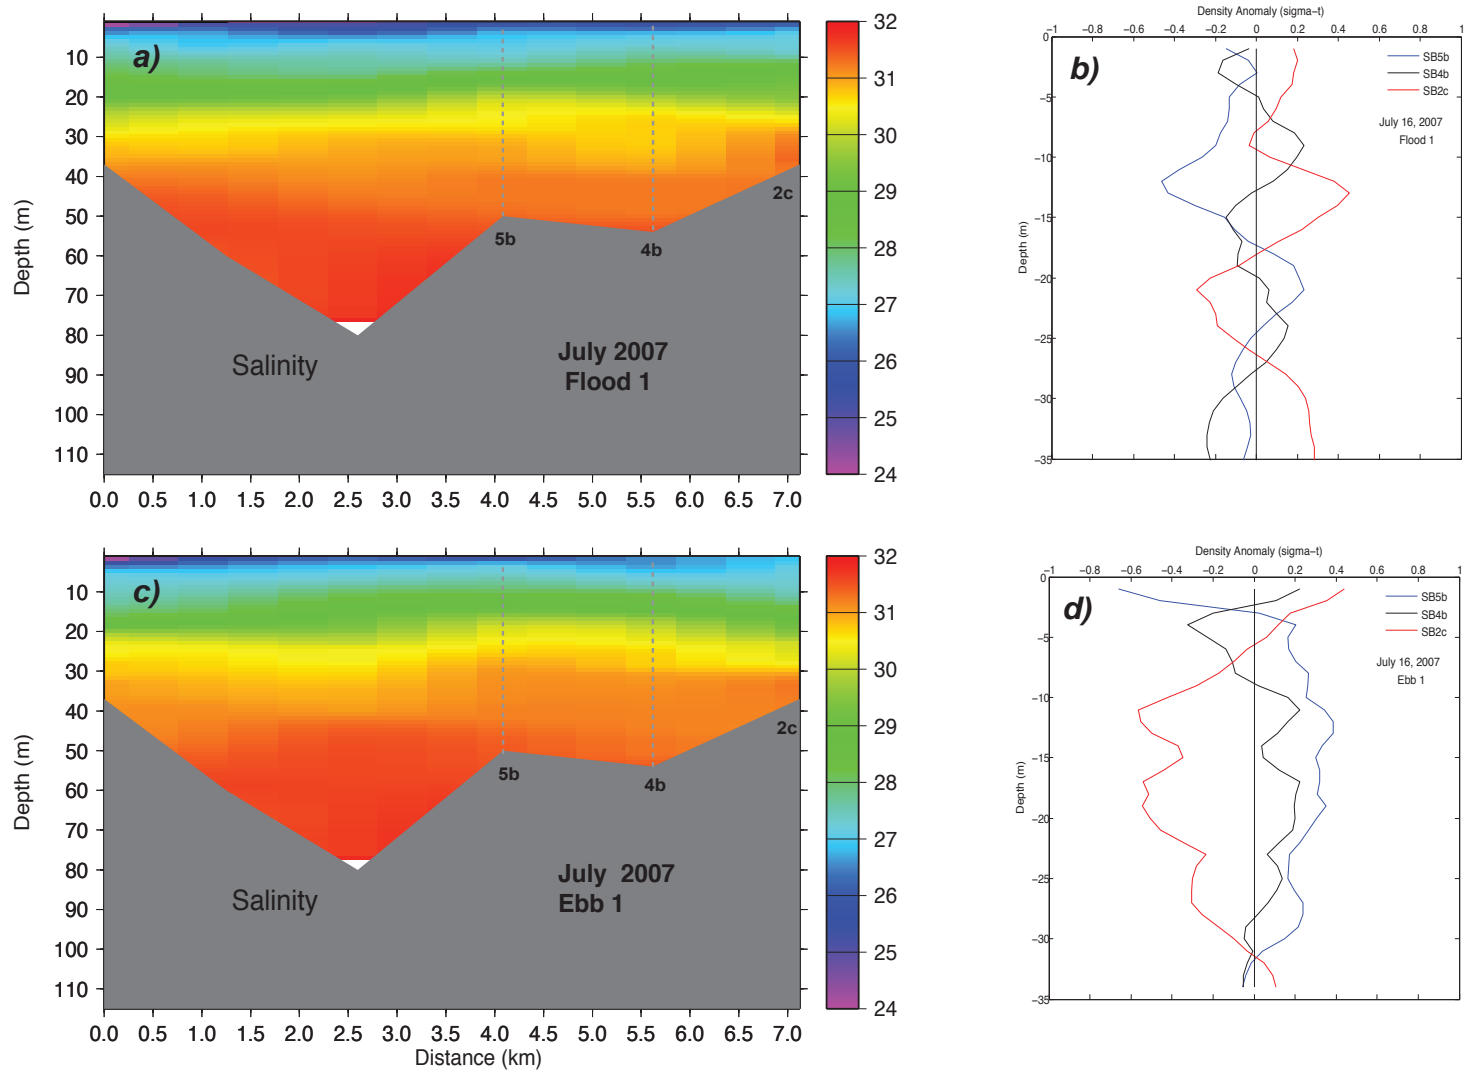 a)
10
20
30
40
50
60
70
80
90
100
110
Depth (m)
5b
4b
2c
Salinity
July 2007
Flood 1
0.0 0.5 1.0 1.5 2.0 2.5 3.0 3.5 4.0 4.5 5.0 5.5 6.0 6.5 7.0
32
31
30
29
28
27
26
25
24
Density Anomaly (sigma-t)
-1 -0.8 -0.6 -0.4 -0.2 0 0.2 0.4 0.6 0.8 1
b)
SB5b
SB4b
SB2c
July 16, 2007
Flood 1
0
-5
-10
-15
-20
-25
-30
-35
Depth (m)
c)
10
20
30
40
50
60
70
80
90
100
110
Depth (m)
5b
4b
2c
Salinity
July 2007
Ebb 1
0.0 0.5 1.0 1.5 2.0 2.5 3.0 3.5 4.0 4.5 5.0 5.5 6.0 6.5 7.0
Distance (km)
32
31
30
29
28
27
26
25
24
Density Anomaly (sigma-t)
-1 -0.8 -0.6 -0.4 -0.2 0 0.2 0.4 0.6 0.8 1
d)
SB5b
SB4b
SB2c
July 16, 2007
Ebb 1
0
-5
-10
-15
-20
-25
-30
-35
Depth (m)